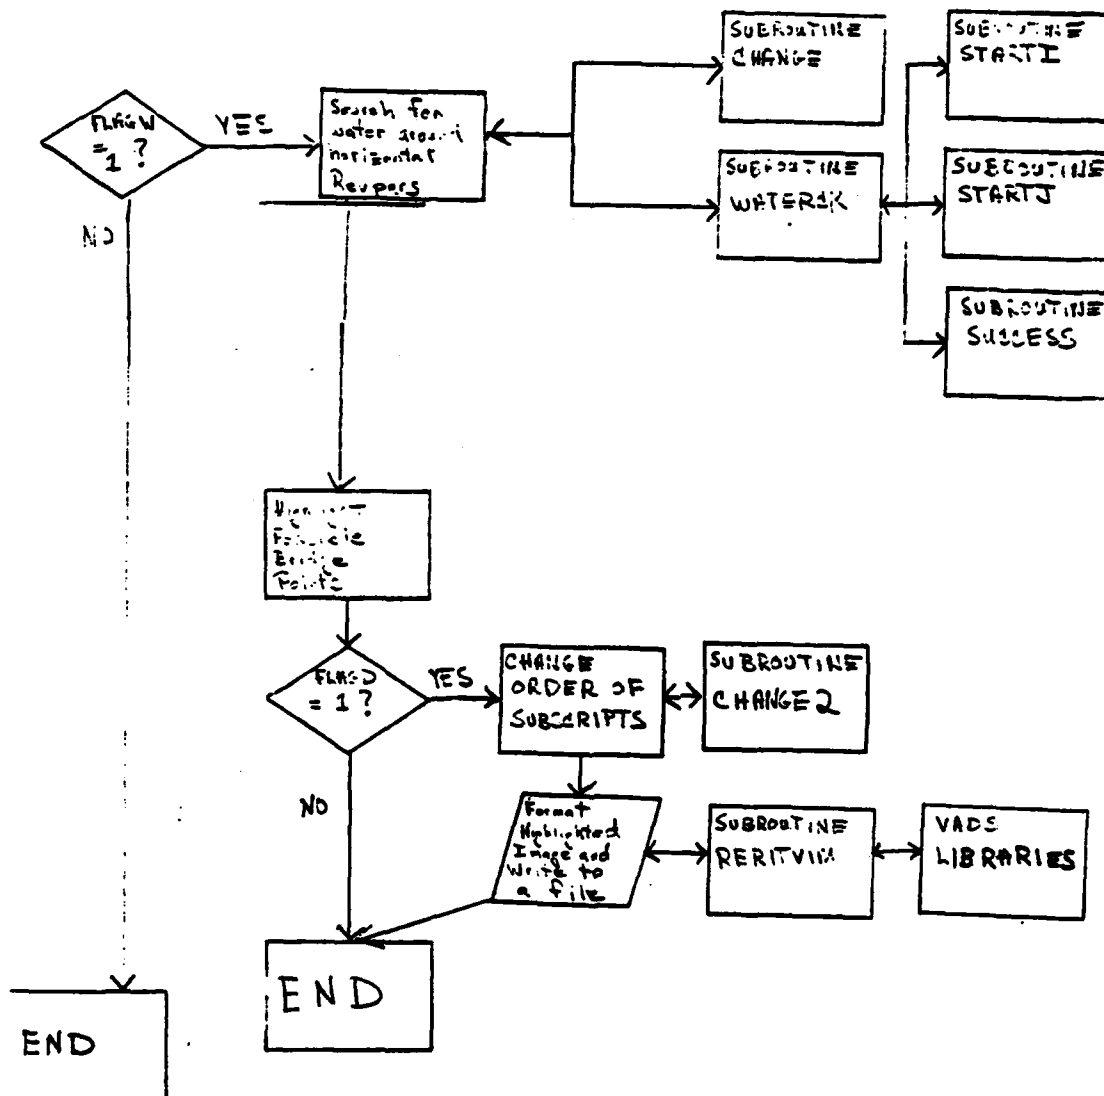 FLAGW
= 1 ?
YES
NO
Search for
water around
horizontal
SUBROUTINE
CHANGE
SUBROUTINE
SUBROUTINE
STARTI
SUBROUTINE
STARTJ
SUBROUTINE
SUCCESS
Points
FLAGD
= 1 ?
YES
NO
CHANGE
ORDER OF
SUBSCRIPTS
SUBROUTINE
CHANGE2
Format
Highlighted
Image and
Write to
a file
SUBROUTINE
VADS
LIBRARIES
END
END